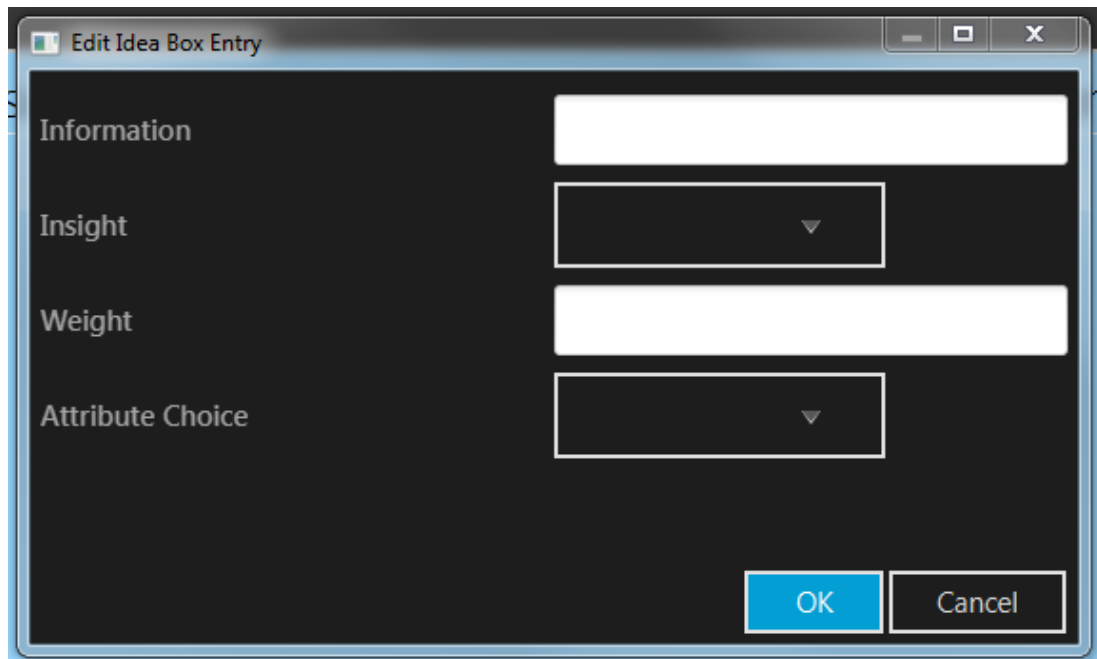 Edit Idea Box Entry
Information
Insight
Weight
Attribute Choice
OK Cancel